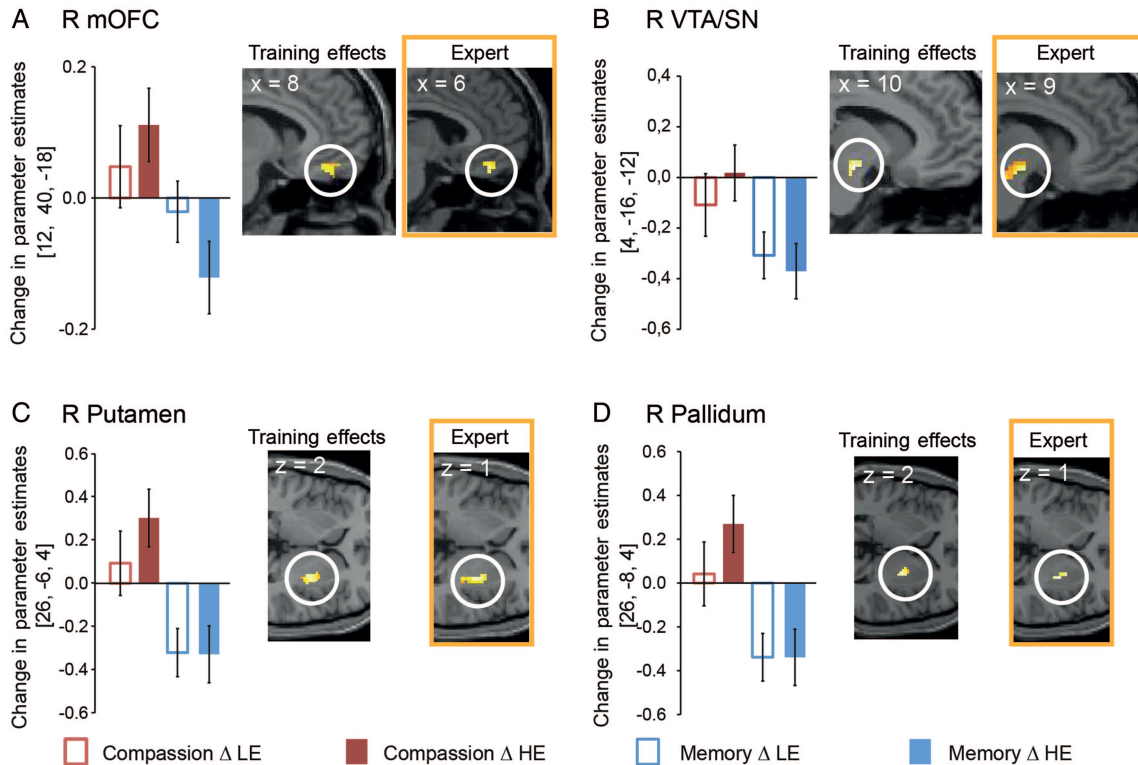 A R mOFC
Training effects
Expert
x = 8
x = 6
Change in parameter estimates
[12, 40, -18]
0.2
0.0
-0.2
B R VTA/SN
Training effects
Expert
x = 10
x = 9
Change in parameter estimates
[4, -16, -12]
0,4
0,2
0,0
-0,2
-0,4
-0,6
C R Putamen
Training effects
Expert
z = 2
z = 1
Change in parameter estimates
[26, -6, 4]
0.6
0.4
0.2
0.0
-0.2
-0.4
-0.6
D R Pallidum
Training effects
Expert
z = 2
z = 1
Change in parameter estimates
[26, -8, 4]
0.6
0.4
0.2
0.0
-0.2
-0.4
-0.6
Compassion Δ LE
Compassion Δ HE
Memory Δ LE
Memory Δ HE